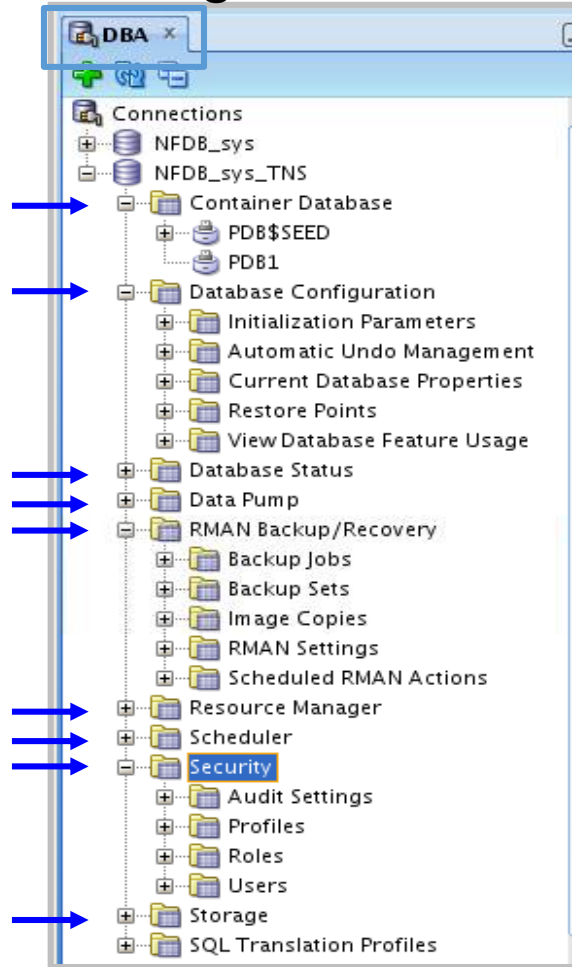 DBA ×
Connections
NFDB_sys
NFDB_sys_TNS
Container Database
PDB$SEED
PDB1
Database Configuration
Initialization Parameters
Automatic Undo Management
Current Database Properties
Restore Points
View Database Feature Usage
Database Status
Data Pump
RMAN Backup/Recovery
Backup Jobs
Backup Sets
Image Copies
RMAN Settings
Scheduled RMAN Actions
Resource Manager
Scheduler
Security
Audit Settings
Profiles
Roles
Users
Storage
SQL Translation Profiles